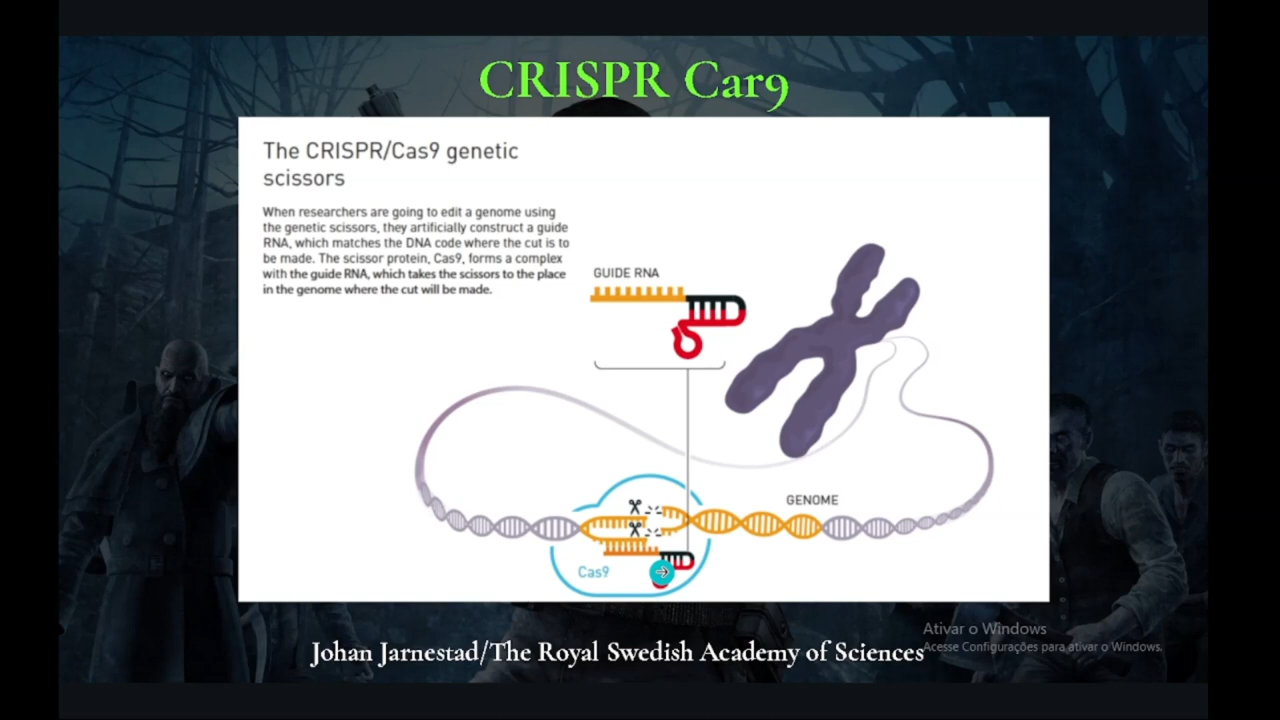 CRISPR Car9
The CRISPR/Cas9 genetic
scissors
When researchers are going to edit a genome using
the genetic scissors, they artificially construct a guide
RNA, which matches the DNA code where the cut is to
be made. The scissor protein, Cas9, forms a complex
with the guide RNA, which takes the scissors to the place
in the genome where the cut will be made.
GUIDE RNA
GENOME
Cas9
Ativar o Windows
Acesse Configurações para ativar o Windows.
Johan Jarnestad/The Royal Swedish Academy of Sciences